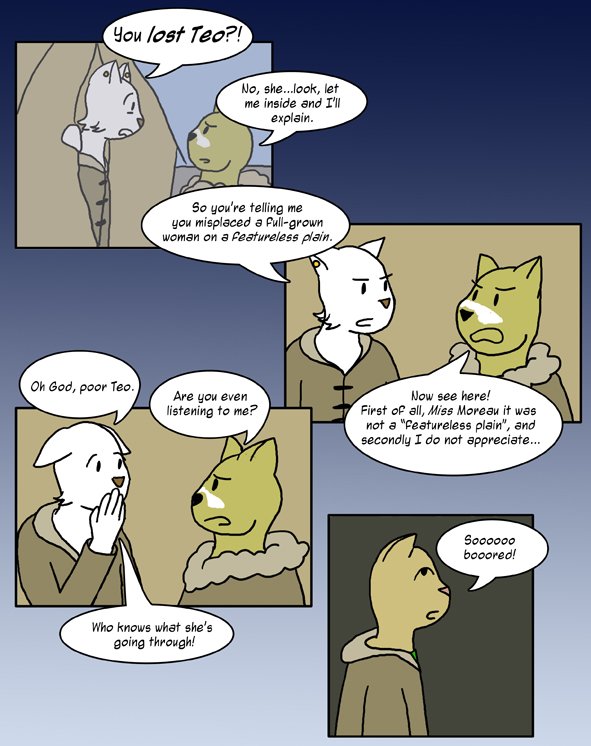 You lost Teo?!
No, she...look, let
me inside and I'll
explain.
So you're telling me
you misplaced a full-grown
woman on a featureless plain.
Now see here!
First of all, Miss Moreau it was
not a "featureless plain", and
secondly I do not appreciate...
Oh God, poor Teo.
Are you even
listening to me?
Who knows what she's
going through!
Soooooo
booored!